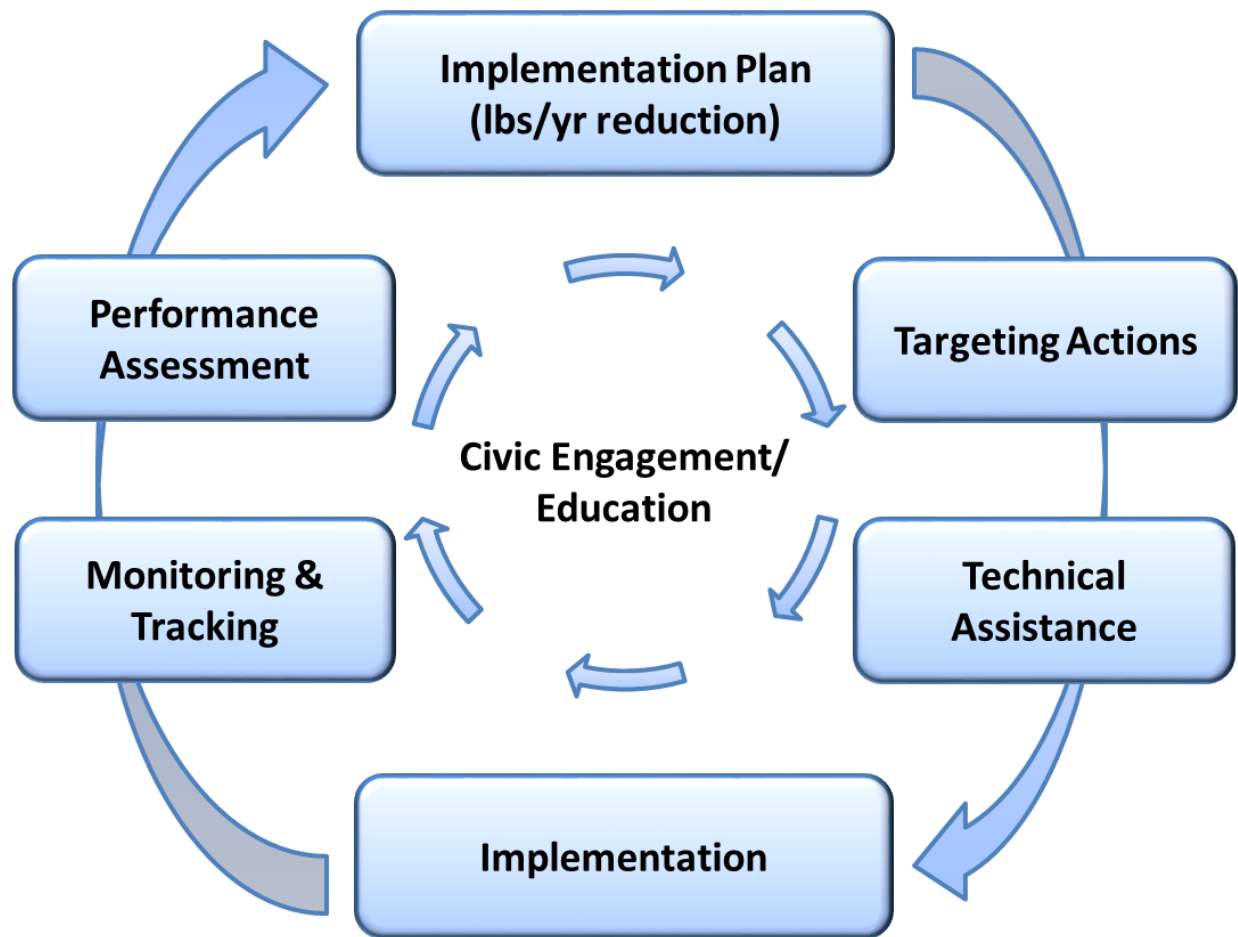 Implementation Plan
(lbs/yr reduction)
Targeting Actions
Technical
Assistance
Implementation
Monitoring &
Tracking
Performance
Assessment
Civic Engagement/
Education